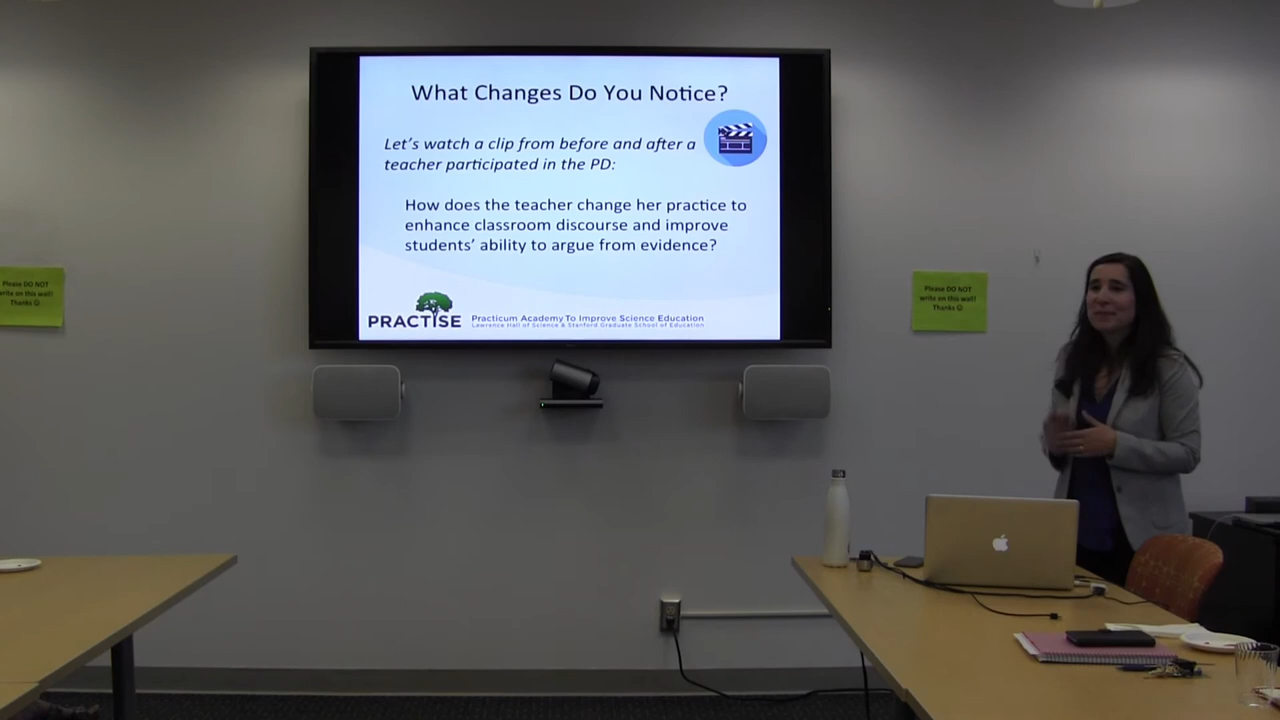 What Changes Do You Notice?
Let's watch a clip from before and after a
teacher participated in the PD:
How does the teacher change her practice to
enhance classroom discourse and improve
students' ability to argue from evidence?
PRACTISE
Practicum Academy To Improve Science Education
Lawrence Hall of Science & Stanford Graduate School of Education
Please DO NOT
write on this wall!
Thanks ☺
Please DO NOT
write on this wall!
Thanks ☺